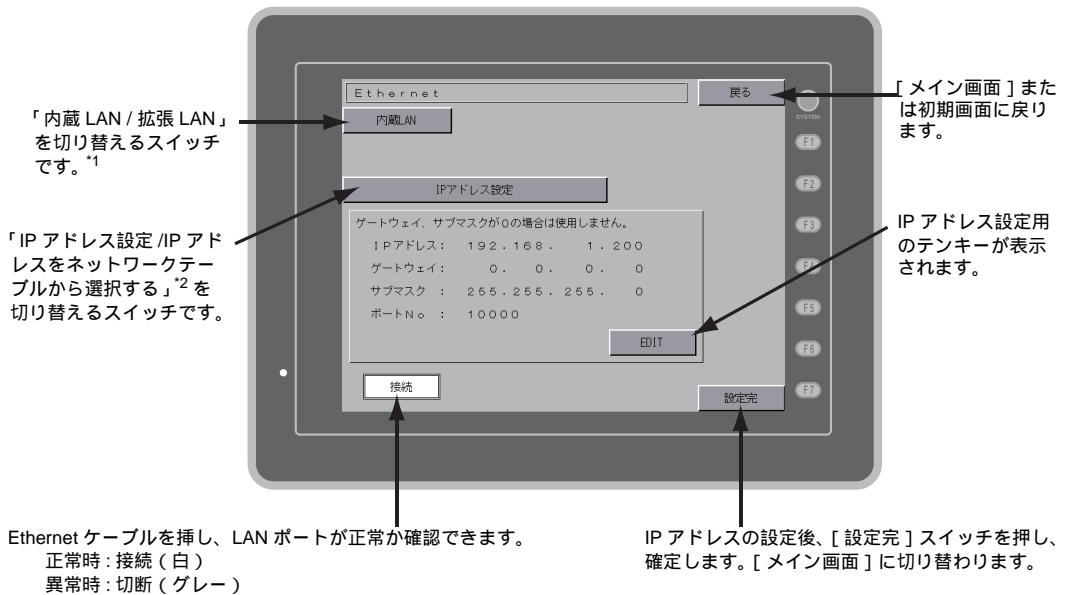 Ethernet
戻る
[ メイン画面 ] また
は初期画面に戻り
ます。
「 内蔵 LAN / 拡張 LAN 」
を切り替えるスイッチ
です。*1
内蔵LAN
SYSTEM
F1
IPアドレス設定
F2
「 IP アドレス設定 /IP アド
レスをネットワークテー
ブルから選択する 」*2 を
切り替えるスイッチです。
ゲートウェイ、サブマスクが0の場合は使用しません。
IPアドレス: 192.168. 1.200
ゲートウェイ: 0. 0. 0. 0
サブマスク : 255.255.255. 0
ポートNo : 10000
EDIT
F3
F4
F5
F6
F7
IP アドレス設定用
のテンキーが表示
されます。
接続
設定完
Ethernet ケーブルを挿し、LAN ポートが正常か確認できます。
正常時 : 接続 ( 白 )
異常時 : 切断 ( グレー )
IP アドレスの設定後、[ 設定完 ] スイッチを押し、
確定します。[ メイン画面 ] に切り替わります。